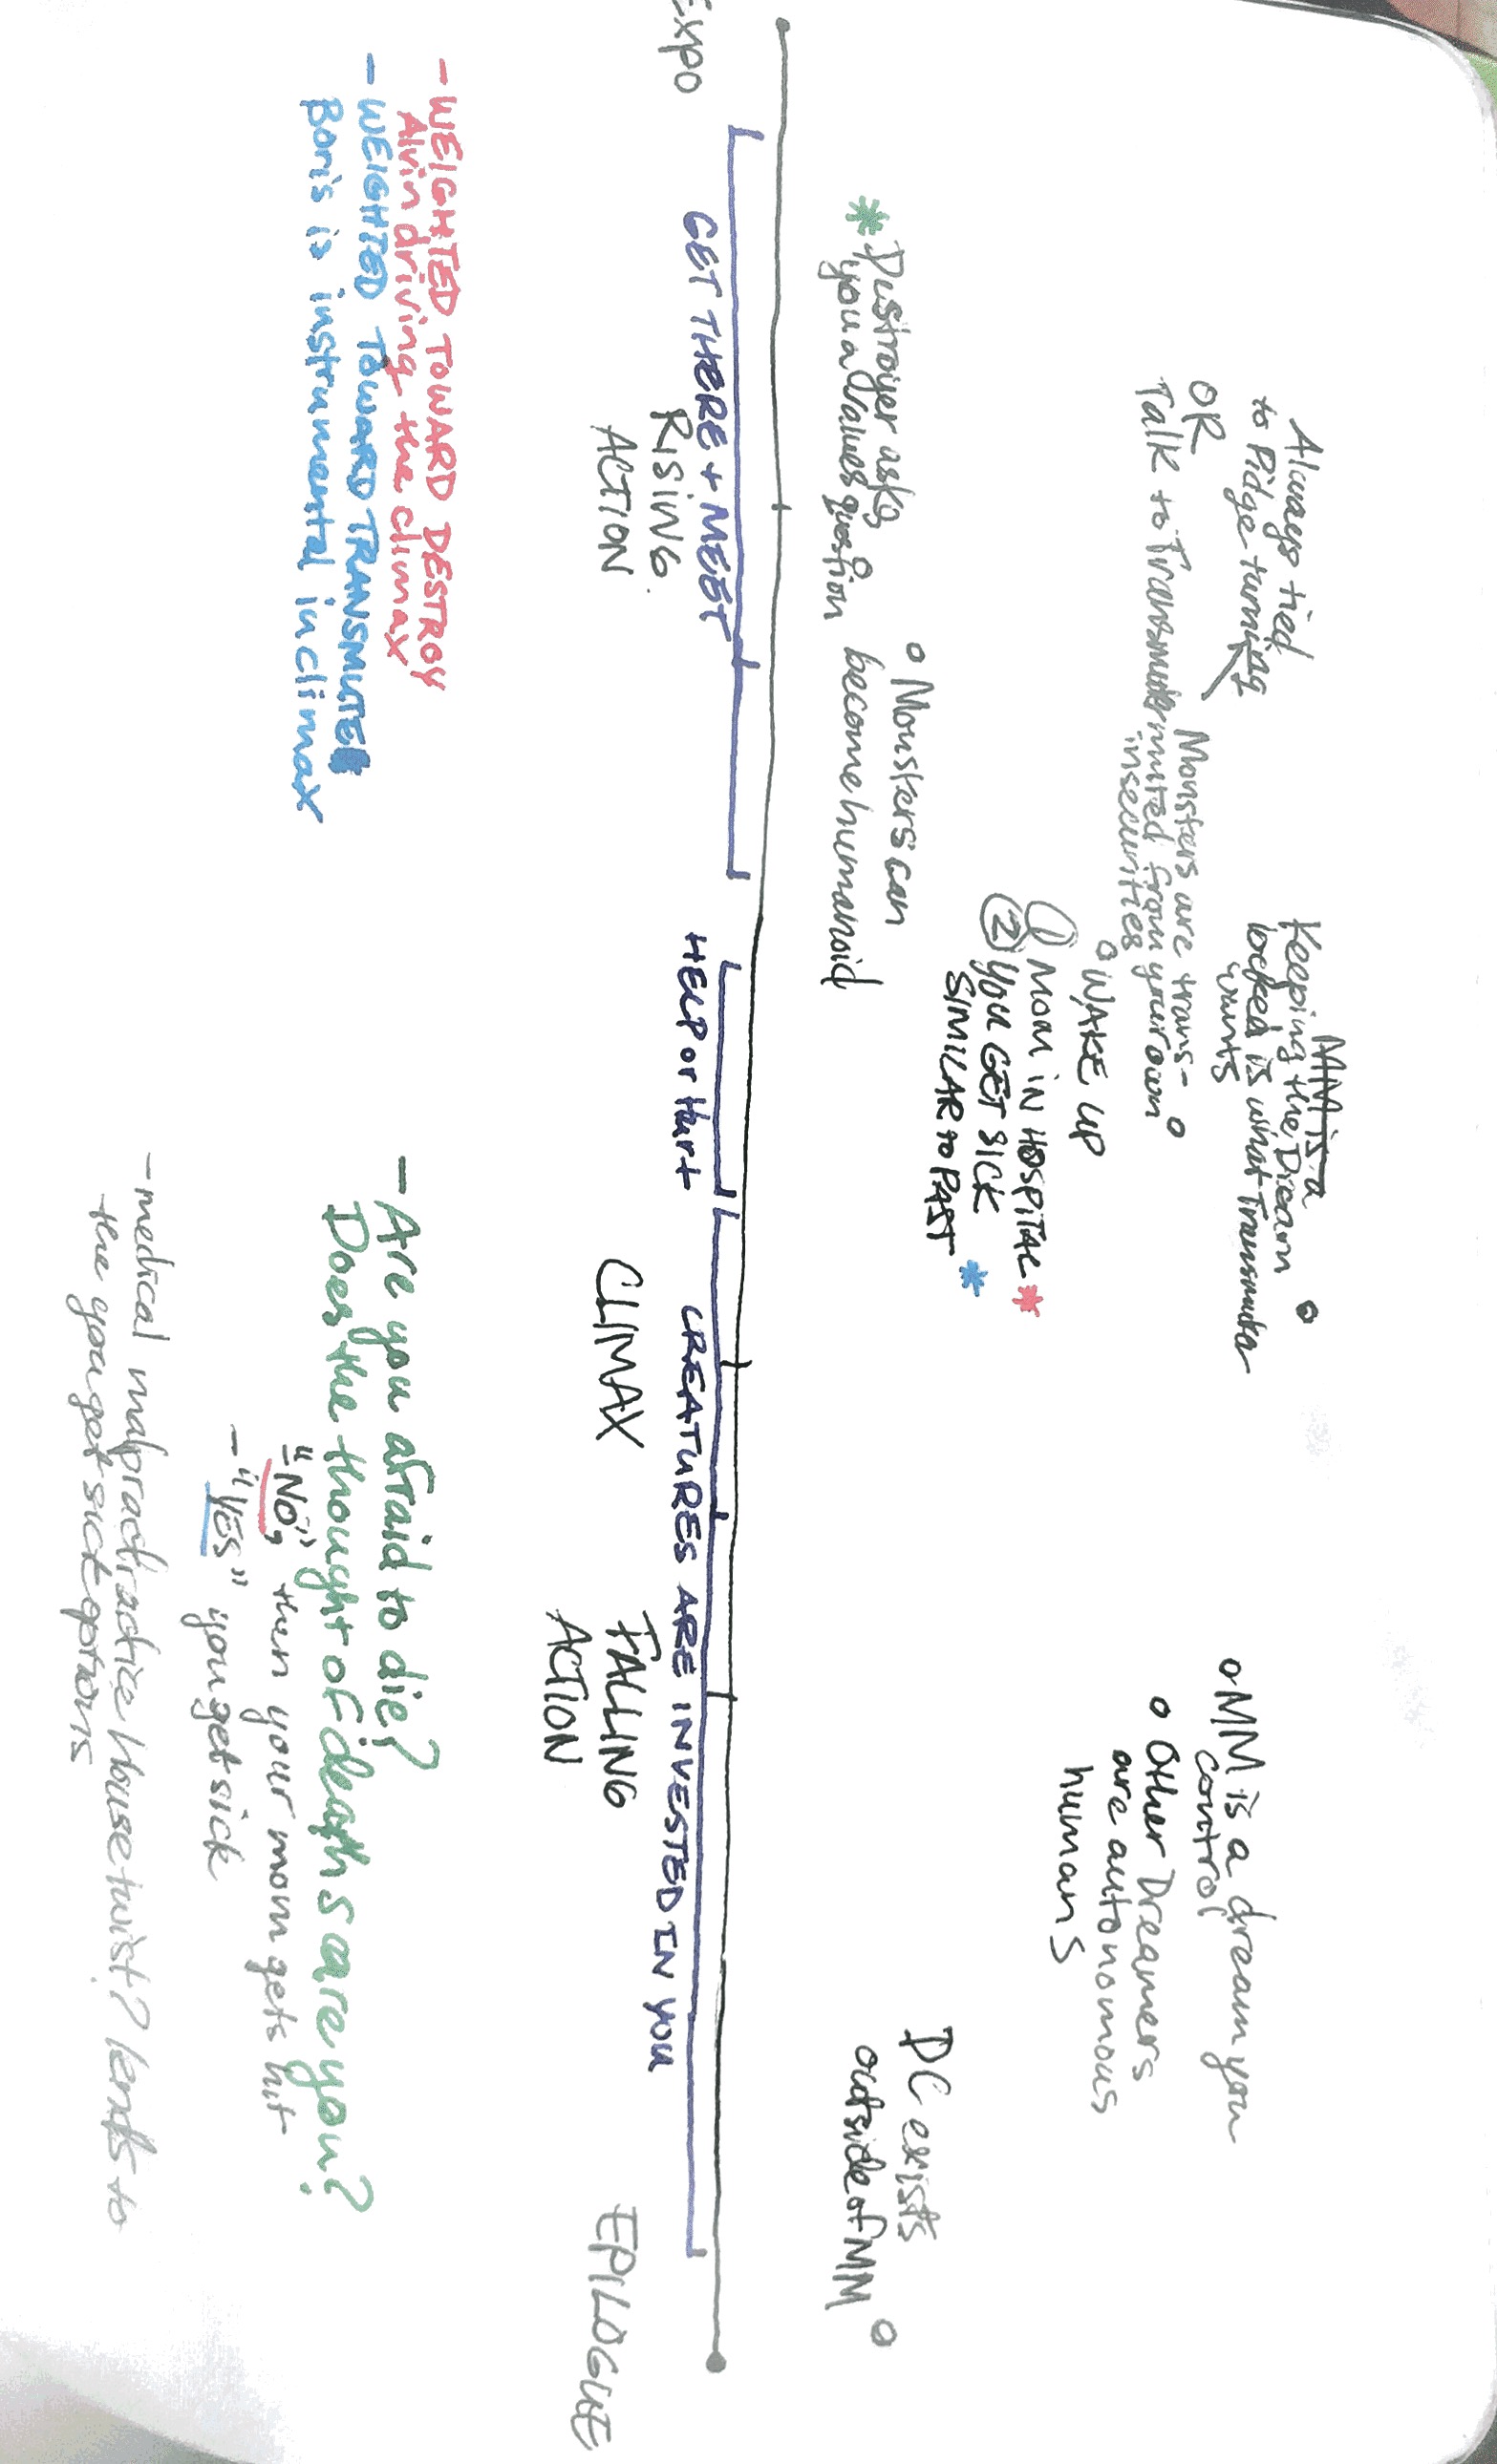 Always tied
to Pidge turning
OR
Talk to Transmuter
MM is a
Keeping the Dream
locked is what Transmuter
wants
Monsters are trans-
muted from your own
insecurities
WAKE UP
1 MOM IN HOSPITAL *
2 YOU GET SICK
SIMILAR to PAST *
MM is a dream you
control
Other Dreamers
are autonomous
humans
* Destroyer asks
you a values question
Monsters can
become humanoid
DC exists
outside of MM
GET THERE + MEET
HELP or Hurt
CREATURES ARE INVESTED IN YOU
Expo
RISING
ACTION
CLIMAX
FALLING
ACTION
EPILOGUE
- WEIGHTED TOWARD DESTROY
Alvin driving the climax
- WEIGHTED TOWARD TRANSMUTE
Boris is instrumental in climax
- Are you afraid to die?
Does the thought of death scare you?
- "NO", then your mom gets hit
- "YES" you get sick
- medical malpractractice House twist? lends to
the you get sick options